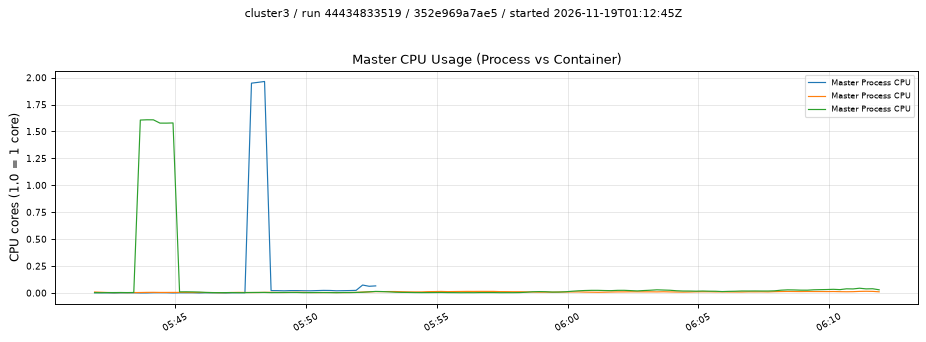 cluster3 / run 44434833519 / 352e969a7ae5 / started 2026-11-19T01:12:45Z
Master CPU Usage (Process vs Container)
CPU cores (1.0 = 1 core)
2.00
1.75
1.50
1.25
1.00
0.75
0.50
0.25
0.00
Master Process CPU
Master Process CPU
Master Process CPU
05:45
05:50
05:55
06:00
06:05
06:10